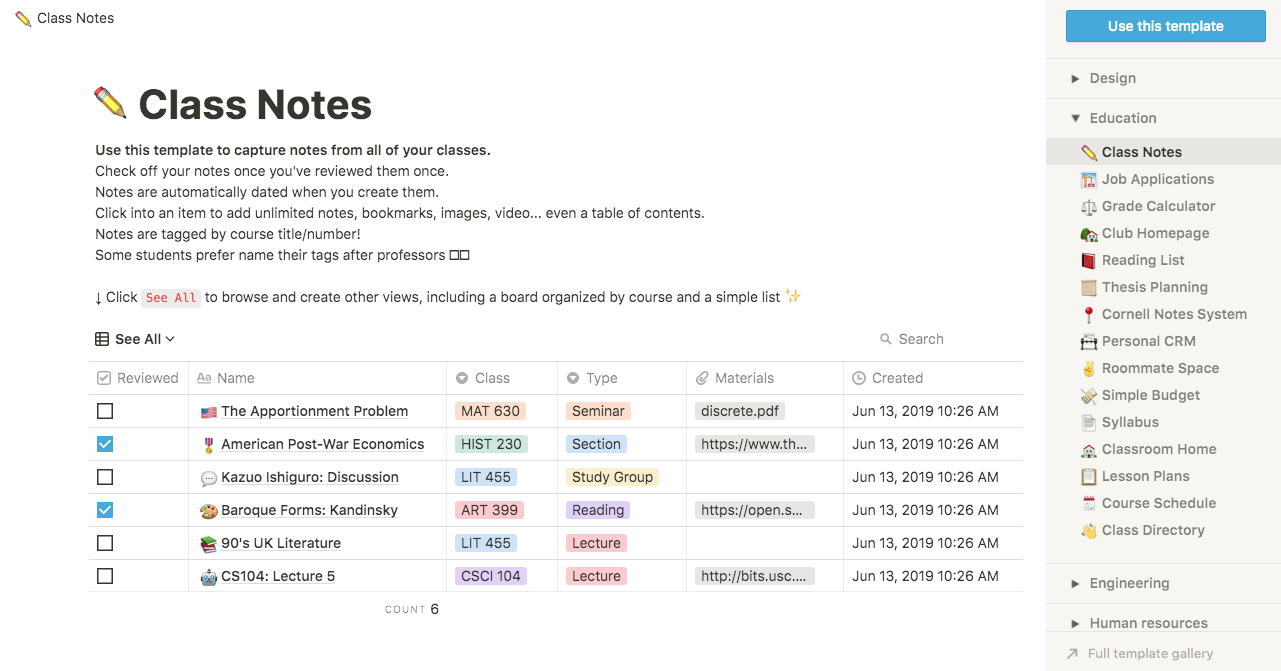 Class Notes
Class Notes
Use this template to capture notes from all of your classes.
Check off your notes once you've reviewed them once.
Notes are automatically dated when you create them.
Click into an item to add unlimited notes, bookmarks, images, video... even a table of contents.
Notes are tagged by course title/number!
Some students prefer name their tags after professors
↓ Click See All to browse and create other views, including a board organized by course and a simple list ✨
See All Search
Reviewed Aa Name Class Type Materials Created
The Apportionment Problem MAT 630 Seminar discrete.pdf Jun 13, 2019 10:26 AM
American Post-War Economics HIST 230 Section https://www.th... Jun 13, 2019 10:26 AM
Kazuo Ishiguro: Discussion LIT 455 Study Group Jun 13, 2019 10:26 AM
Baroque Forms: Kandinsky ART 399 Reading https://open.s... Jun 13, 2019 10:26 AM
90's UK Literature LIT 455 Lecture Jun 13, 2019 10:26 AM
CS104: Lecture 5 CSCI 104 Lecture http://bits.usc.... Jun 13, 2019 10:26 AM
COUNT 6
Use this template
Design
Education
Class Notes
Job Applications
Grade Calculator
Club Homepage
Reading List
Thesis Planning
Cornell Notes System
Personal CRM
Roommate Space
Simple Budget
Syllabus
Classroom Home
Lesson Plans
Course Schedule
Class Directory
Engineering
Human resources
Full template gallery